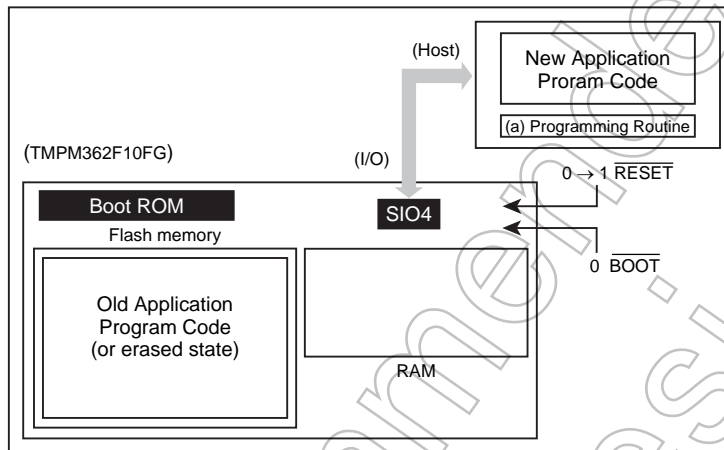 (Host)
New Application
Proram Code
(a) Programming Routine
(TMPM362F10FG)
(I/O)
0 → 1 RESET
Boot ROM
SIO4
Flash memory
0 BOOT
Old Application
Program Code
(or erased state)
RAM